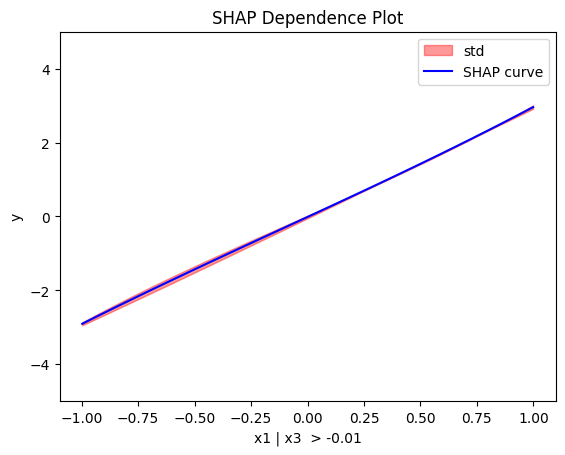 SHAP Dependence Plot
std
SHAP curve
4
2
0
−2
−4
y
−1.00 −0.75 −0.50 −0.25 0.00 0.25 0.50 0.75 1.00
x1 | x3  > -0.01